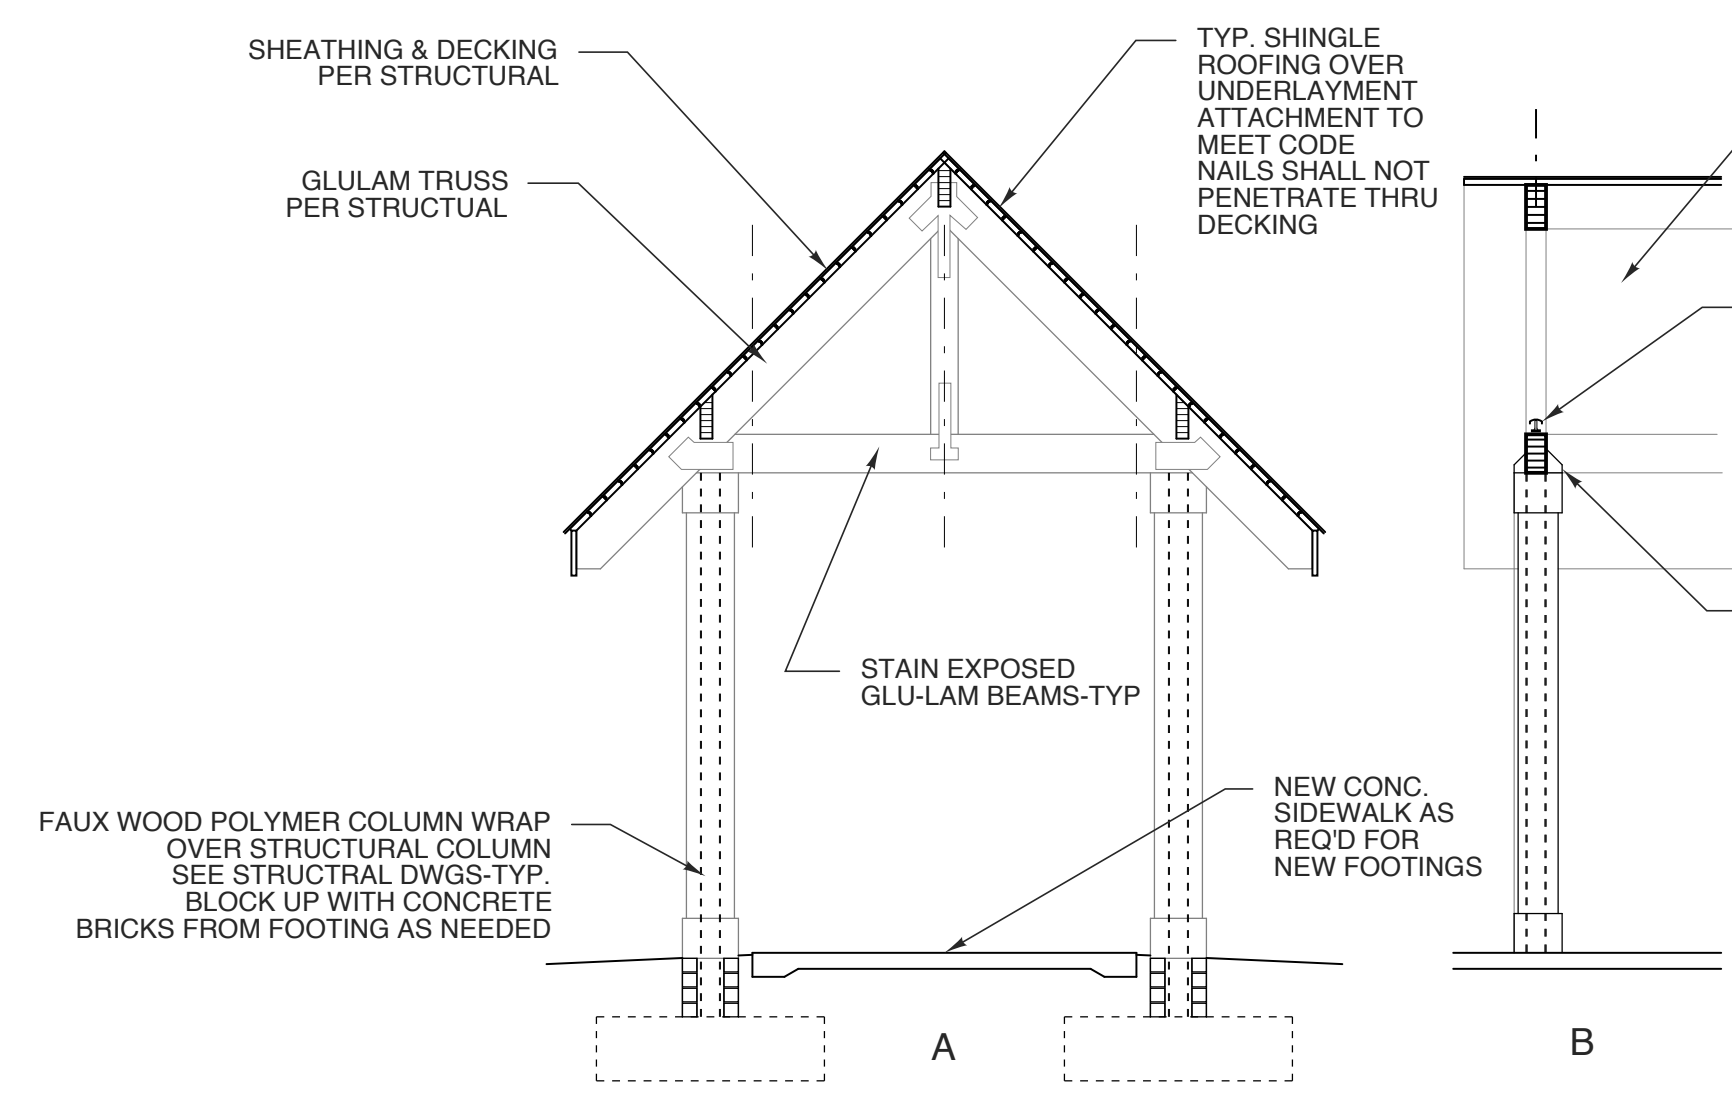 SHEATHING & DECKING
PER STRUCTURAL
GLULAM TRUSS
PER STRUCTUAL
TYP. SHINGLE
ROOFING OVER
UNDERLAYMENT
ATTACHMENT TO
MEET CODE
NAILS SHALL NOT
PENETRATE THRU
DECKING
STAIN EXPOSED
GLU-LAM BEAMS-TYP
NEW CONC.
SIDEWALK AS
REQ'D FOR
NEW FOOTINGS
FAUX WOOD POLYMER COLUMN WRAP
OVER STRUCTURAL COLUMN
SEE STRUCTRAL DWGS-TYP.
BLOCK UP WITH CONCRETE
BRICKS FROM FOOTING AS NEEDED
A
B